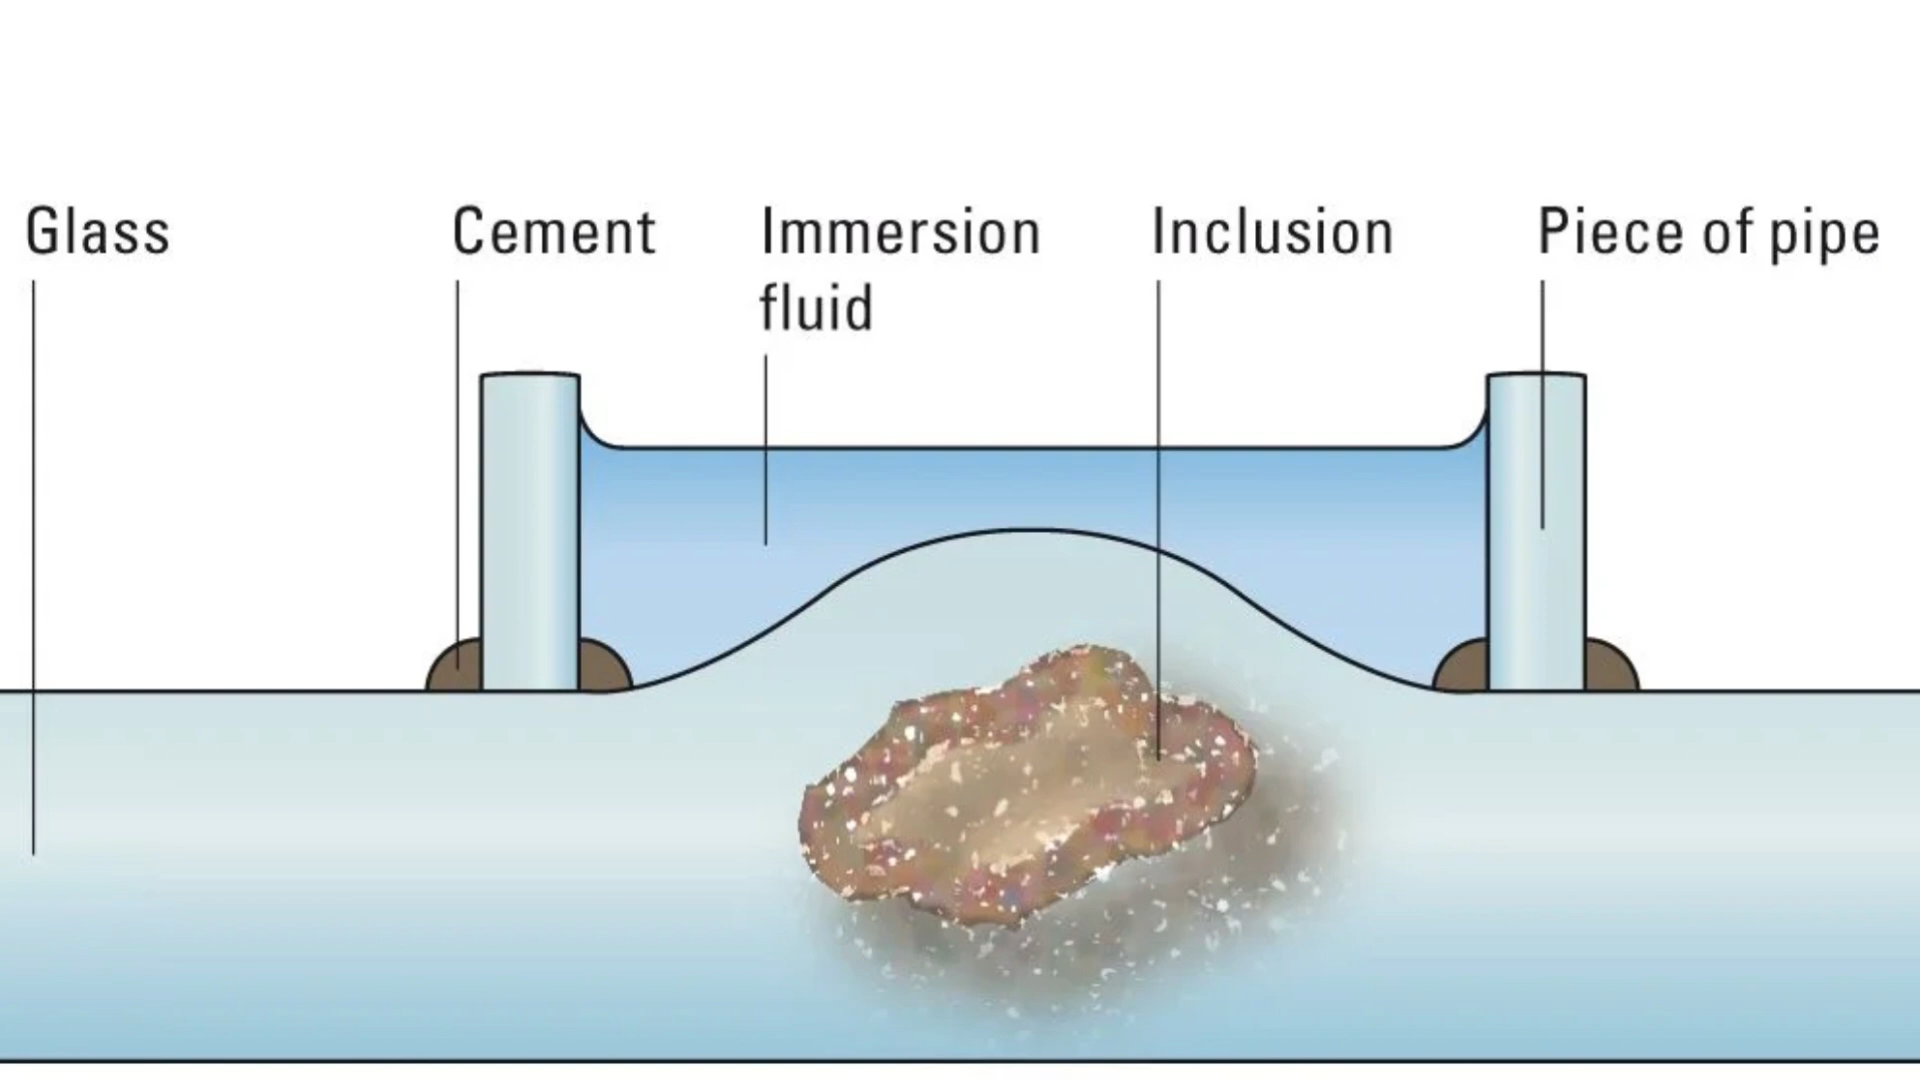 Glass
Cement
Immersion
fluid
Inclusion
Piece of pipe